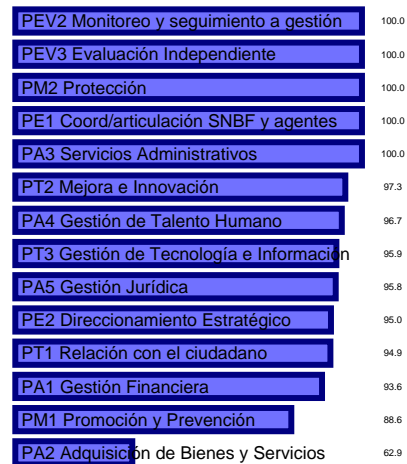 PEV2 Monitoreo y seguimiento a gestión 100.0
PEV3 Evaluación Independiente 100.0
PM2 Protección 100.0
PE1 Coord/articulación SNBF y agentes 100.0
PA3 Servicios Administrativos 100.0
PT2 Mejora e Innovación 97.3
PA4 Gestión de Talento Humano 96.7
PT3 Gestión de Tecnología e Información 95.9
PA5 Gestión Jurídica 95.8
PE2 Direccionamiento Estratégico 95.0
PT1 Relación con el ciudadano 94.9
PA1 Gestión Financiera 93.6
PM1 Promoción y Prevención 88.6
PA2 Adquisición de Bienes y Servicios 62.9